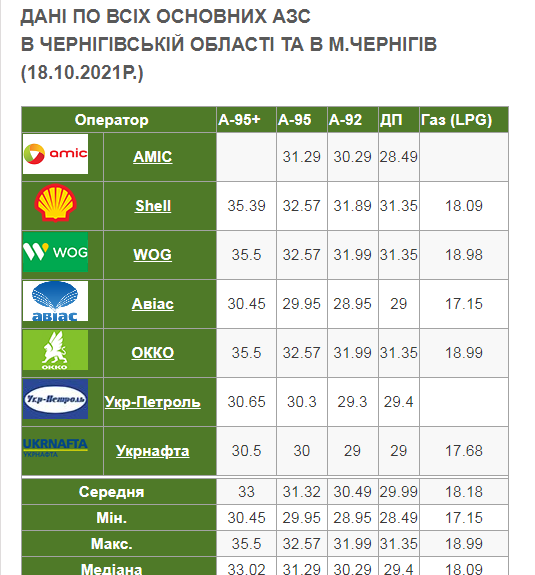 ДАНІ ПО ВСІХ ОСНОВНИХ АЗС
В ЧЕРНІГІВСЬКІЙ ОБЛАСТІ ТА В М.ЧЕРНІГІВ
(18.10.2021Р.)
Оператор А-95+ А-95 А-92 ДП Газ (LPG)
amic АМІС 31.29 30.29 28.49
Shell 35.39 32.57 31.89 31.35 18.09
WOG WOG 35.5 32.57 31.99 31.35 18.98
авіас Авіас 30.45 29.95 28.95 29 17.15
ОККО ОККО 35.5 32.57 31.99 31.35 18.99
Укр-Петроль Укр-Петроль 30.65 30.3 29.3 29.4
UKRNAFTA
УКРНАФТА Укрнафта 30.5 30 29 29 17.68
Середня 33 31.32 30.49 29.99 18.18
Мін. 30.45 29.95 28.95 28.49 17.15
Макс. 35.5 32.57 31.99 31.35 18.99
Медіана 33.02 31.29 30.29 29.4 18.09